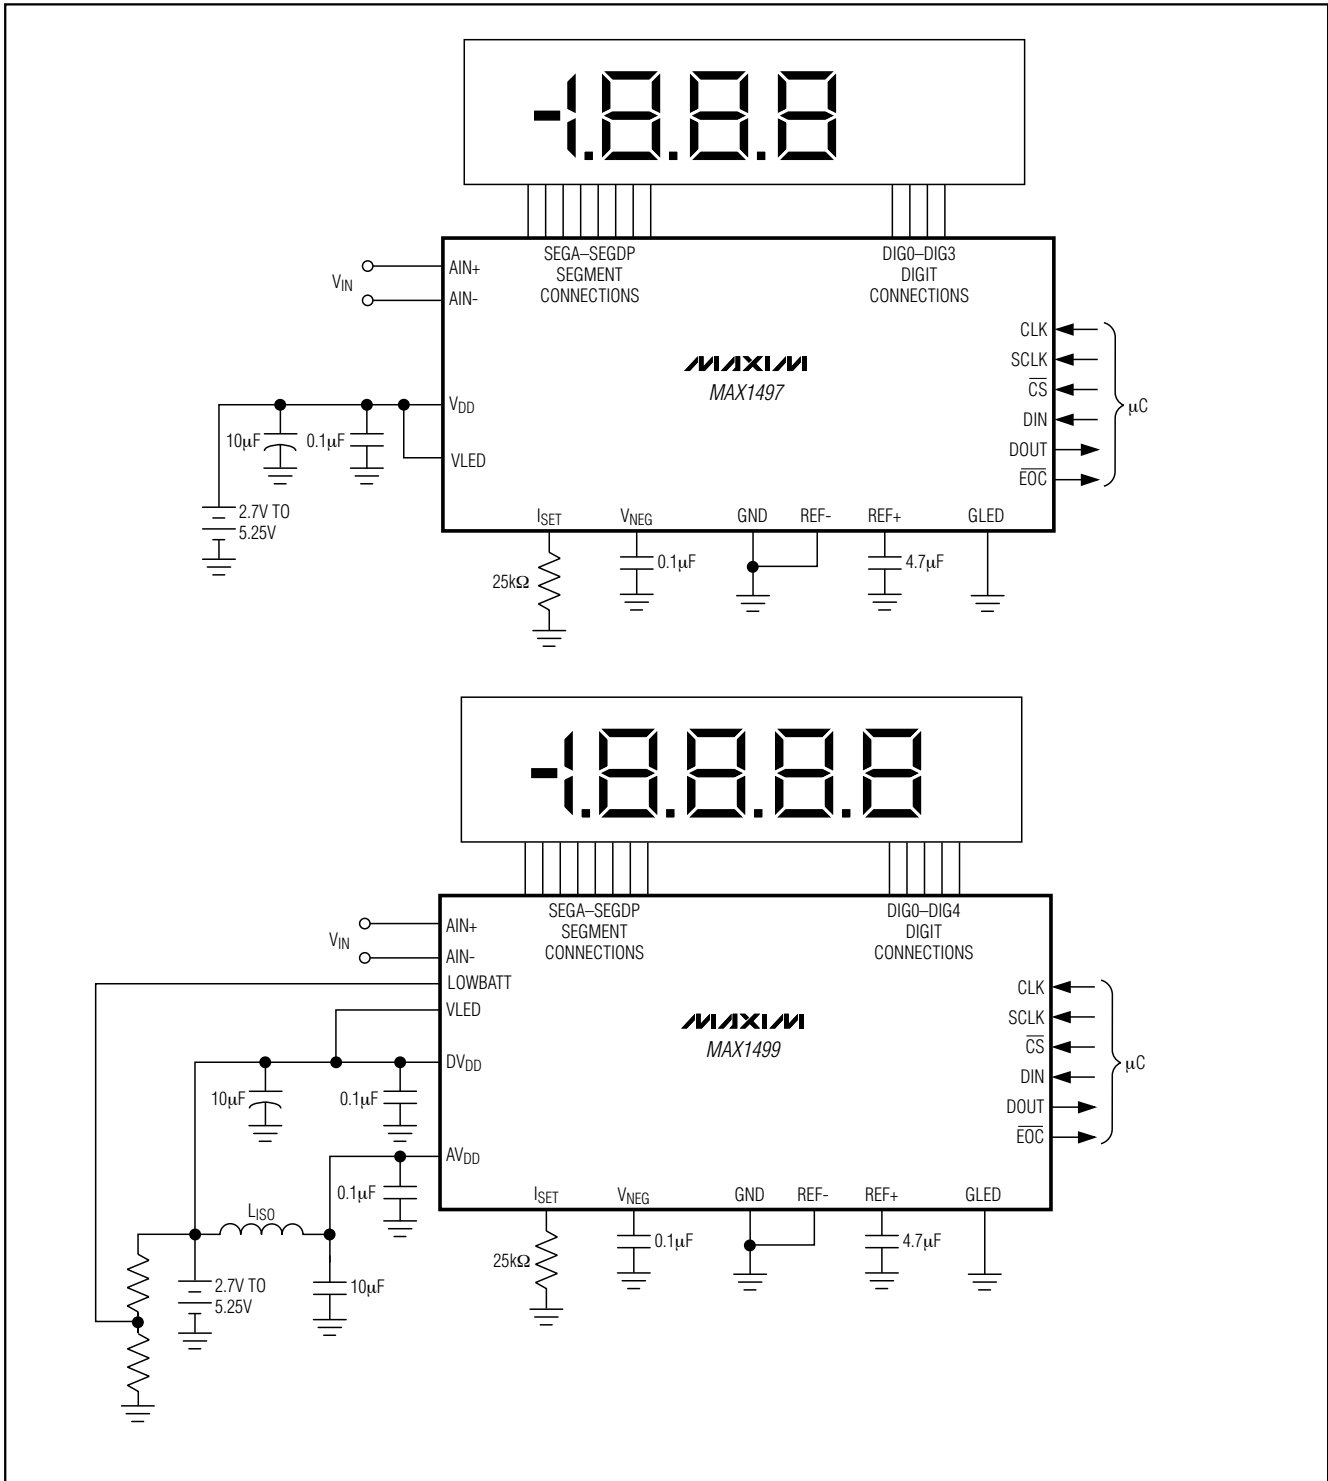 -1.8.8.8
SEGA–SEGDP
SEGMENT
CONNECTIONS
DIG0–DIG3
DIGIT
CONNECTIONS
VIN
AIN+
AIN-
CLK
SCLK
CS
DIN
DOUT
EOC
µC
MAXIM
MAX1497
VDD
VLED
10µF
0.1µF
2.7V TO
5.25V
ISET
VNEG
GND
REF-
REF+
GLED
25kΩ
0.1µF
4.7µF
-1.8.8.8.8
SEGA–SEGDP
SEGMENT
CONNECTIONS
DIG0–DIG4
DIGIT
CONNECTIONS
VIN
AIN+
AIN-
LOWBATT
VLED
CLK
SCLK
CS
DIN
DOUT
EOC
µC
MAXIM
MAX1499
DVDD
10µF
0.1µF
AVDD
0.1µF
LISO
10µF
2.7V TO
5.25V
ISET
VNEG
GND
REF-
REF+
GLED
25kΩ
0.1µF
4.7µF